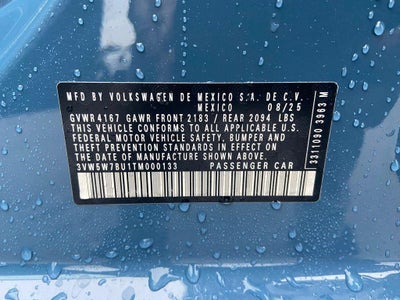 MFD BY VOLKSWAGEN DE MEXICO S.A. DE C.V.
MEXICO 08/25
GVWR 4167 GAWR FRONT 2183 / REAR 2094 LBS
THIS VEHICLE CONFORMS TO ALL APPLICABLE U.S.
FEDERAL MOTOR VEHICLE SAFETY, BUMPER AND
THEFT PREVENTION STANDARDS IN EFFECT ON THE
DATE OF MANUFACTURE SHOWN ABOVE
3VW5W7BU1TM000133 PASSENGER CAR
3311090 3963 M